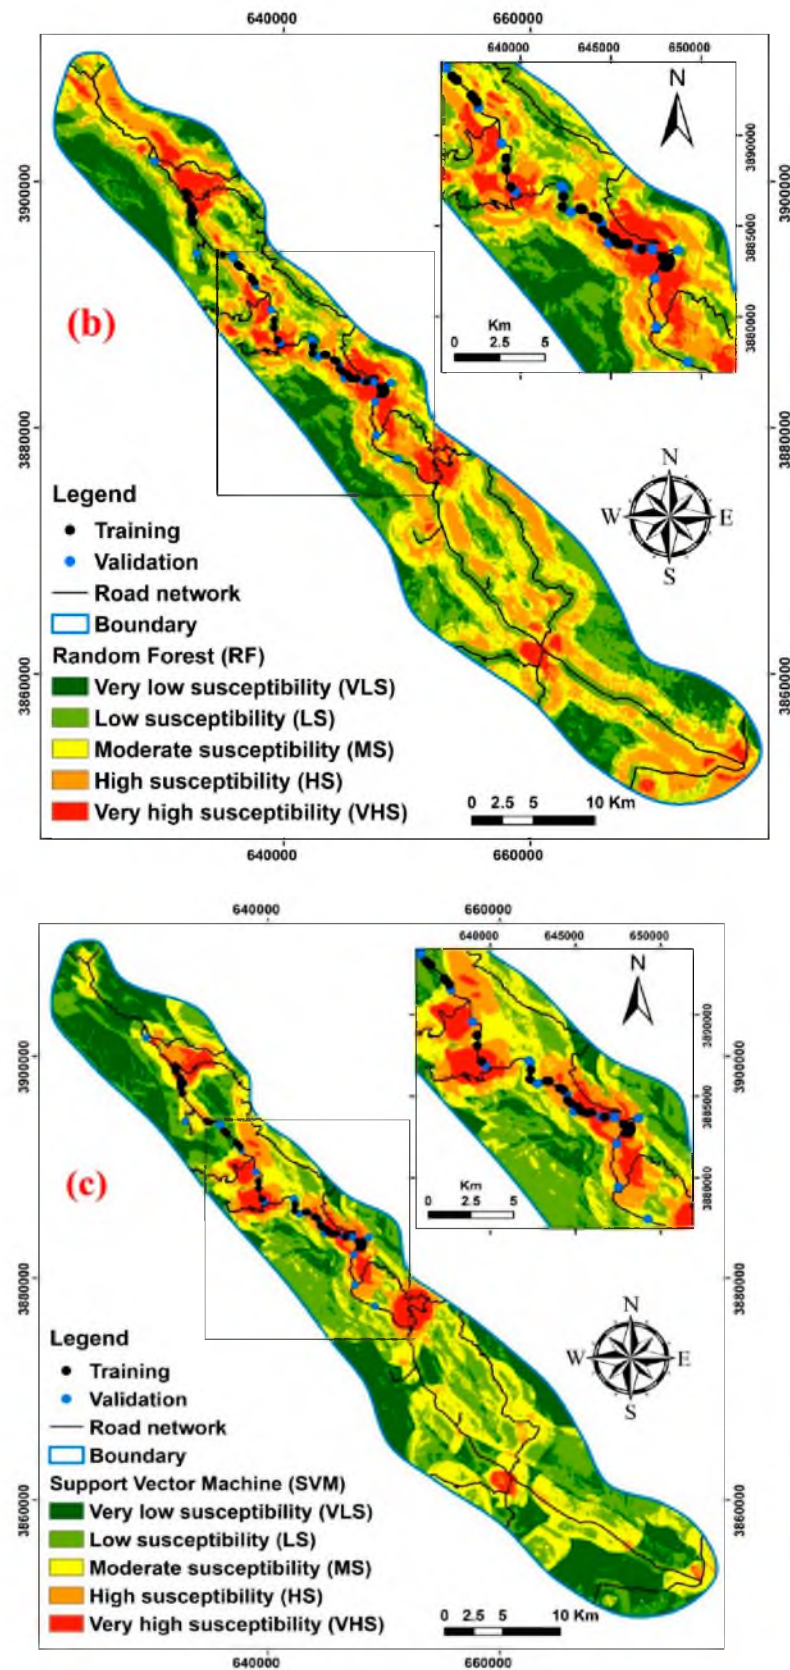 640000 660000
640000 645000 650000
N
3890000
3885000
3880000
Km
0 2.5 5
3900000
3880000
3860000
3900000
3880000
3860000
(b)
N
W E
S
Legend
Training
Validation
Road network
Boundary
Random Forest (RF)
Very low susceptibility (VLS)
Low susceptibility (LS)
Moderate susceptibility (MS)
High susceptibility (HS)
Very high susceptibility (VHS)
0 2.5 5 10 Km
640000 660000
640000 660000
640000 645000 650000
N
3890000
3885000
3880000
Km
0 2.5 5
3900000
3880000
3860000
3900000
3880000
3860000
(c)
N
W E
S
Legend
Training
Validation
Road network
Boundary
Support Vector Machine (SVM)
Very low susceptibility (VLS)
Low susceptibility (LS)
Moderate susceptibility (MS)
High susceptibility (HS)
Very high susceptibility (VHS)
0 2.5 5 10 Km
640000 660000